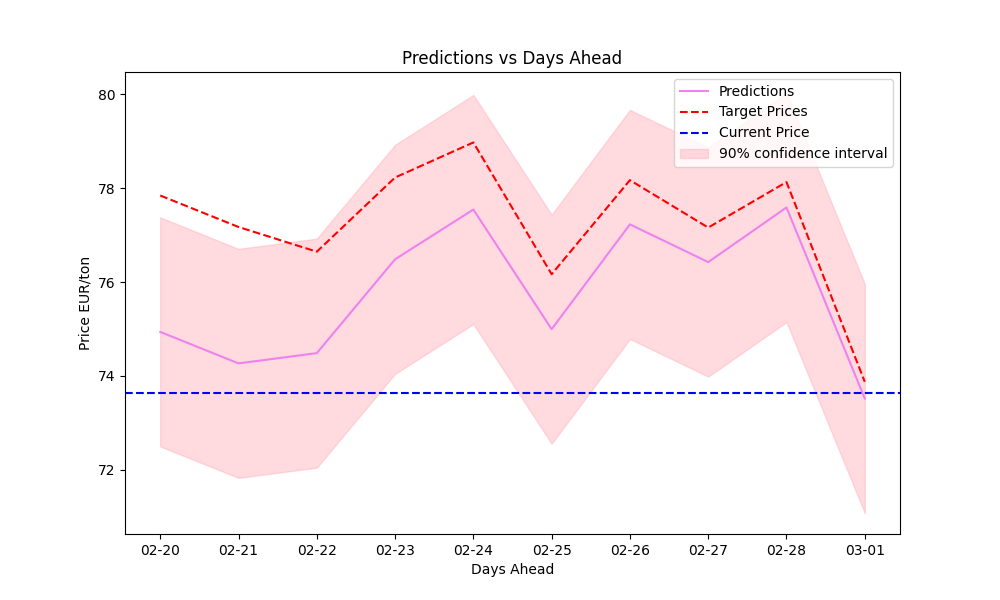 Predictions vs Days Ahead
Predictions
Target Prices
Current Price
90% confidence interval
Price EUR/ton
80
78
76
74
72
02-20 02-21 02-22 02-23 02-24 02-25 02-26 02-27 02-28 03-01
Days Ahead